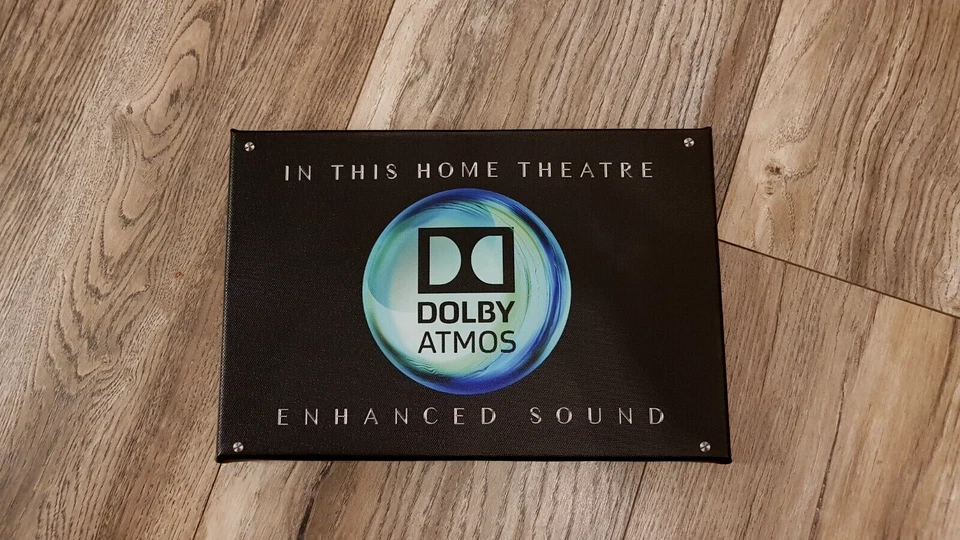 IN THIS HOME THEATRE
DOLBY
ATMOS
ENHANCED SOUND